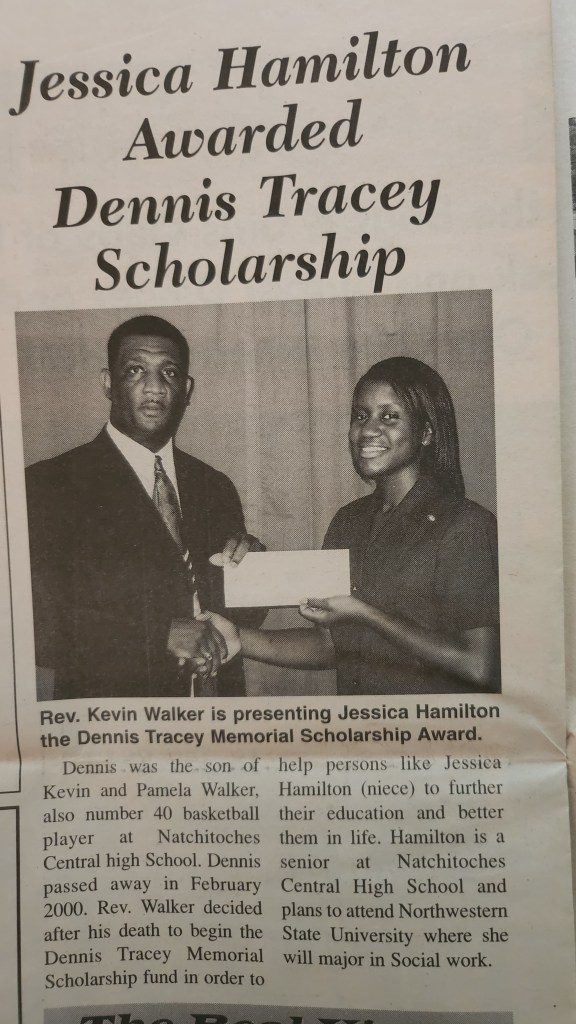 Jessica Hamilton
Awarded
Dennis Tracey
Scholarship
Rev. Kevin Walker is presenting Jessica Hamilton
the Dennis Tracey Memorial Scholarship Award.
Dennis was the son of
Kevin and Pamela Walker,
also number 40 basketball
player at Natchitoches
Central high School. Dennis
passed away in February
2000. Rev. Walker decided
after his death to begin the
Dennis Tracey Memorial
Scholarship fund in order to
help persons like Jessica
Hamilton (niece) to further
their education and better
them in life. Hamilton is a
senior at Natchitoches
Central High School and
plans to attend Northwestern
State University where she
will major in Social work.
The Real